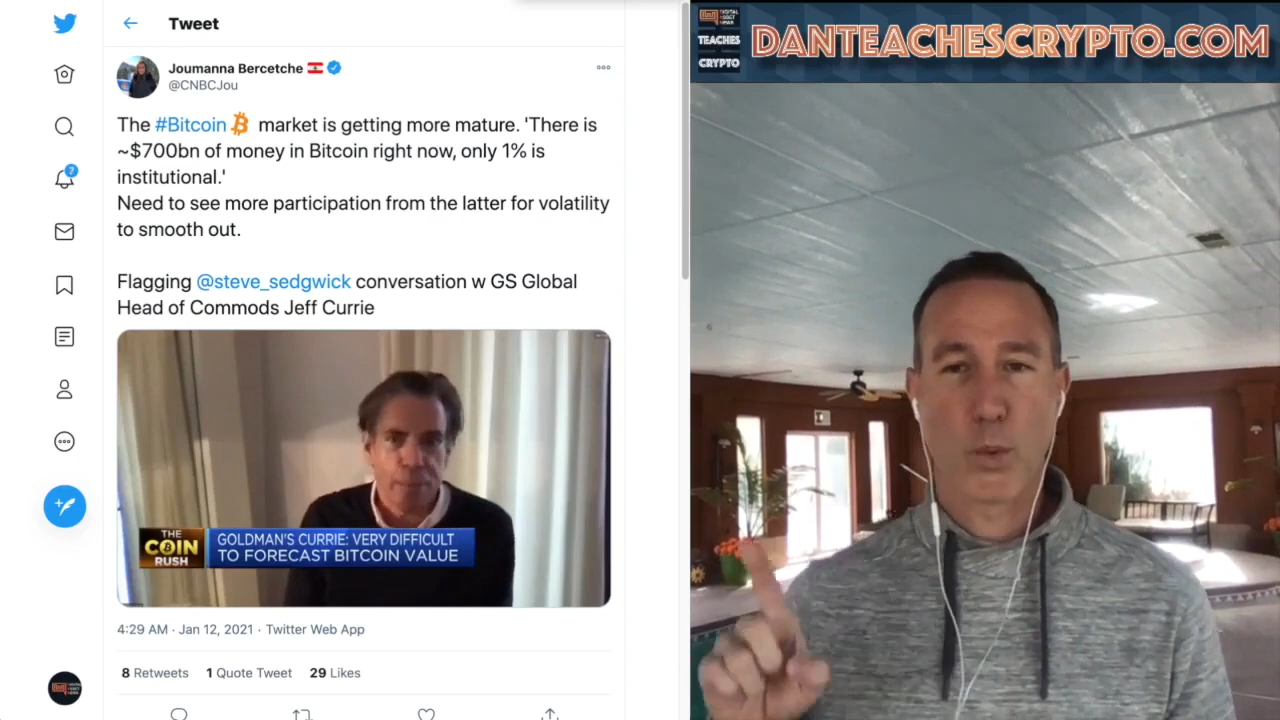 Tweet
Joumanna Bercetche
@CNBCJou
The #Bitcoin market is getting more mature. 'There is
~$700bn of money in Bitcoin right now, only 1% is
institutional.'
Need to see more participation from the latter for volatility
to smooth out.
Flagging @steve_sedgwick conversation w GS Global
Head of Commods Jeff Currie
THE
COIN
RUSH
GOLDMAN'S CURRIE: VERY DIFFICULT
TO FORECAST BITCOIN VALUE
4:29 AM · Jan 12, 2021 · Twitter Web App
8 Retweets 1 Quote Tweet 29 Likes
7
DIGITAL
ASSET
NEWS
TEACHES
CRYPTO
DANTEACHESCRYPTO.COM